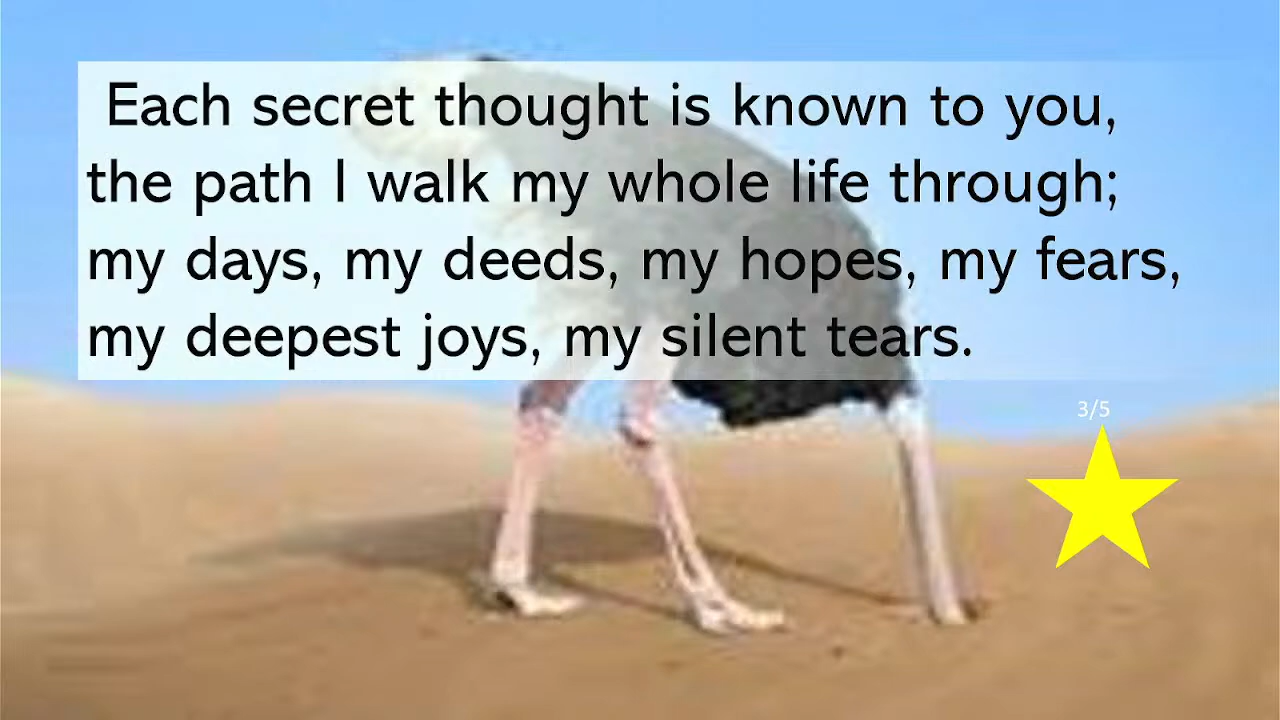 Each secret thought is known to you,
the path I walk my whole life through;
my days, my deeds, my hopes, my fears,
my deepest joys, my silent tears.
3/5